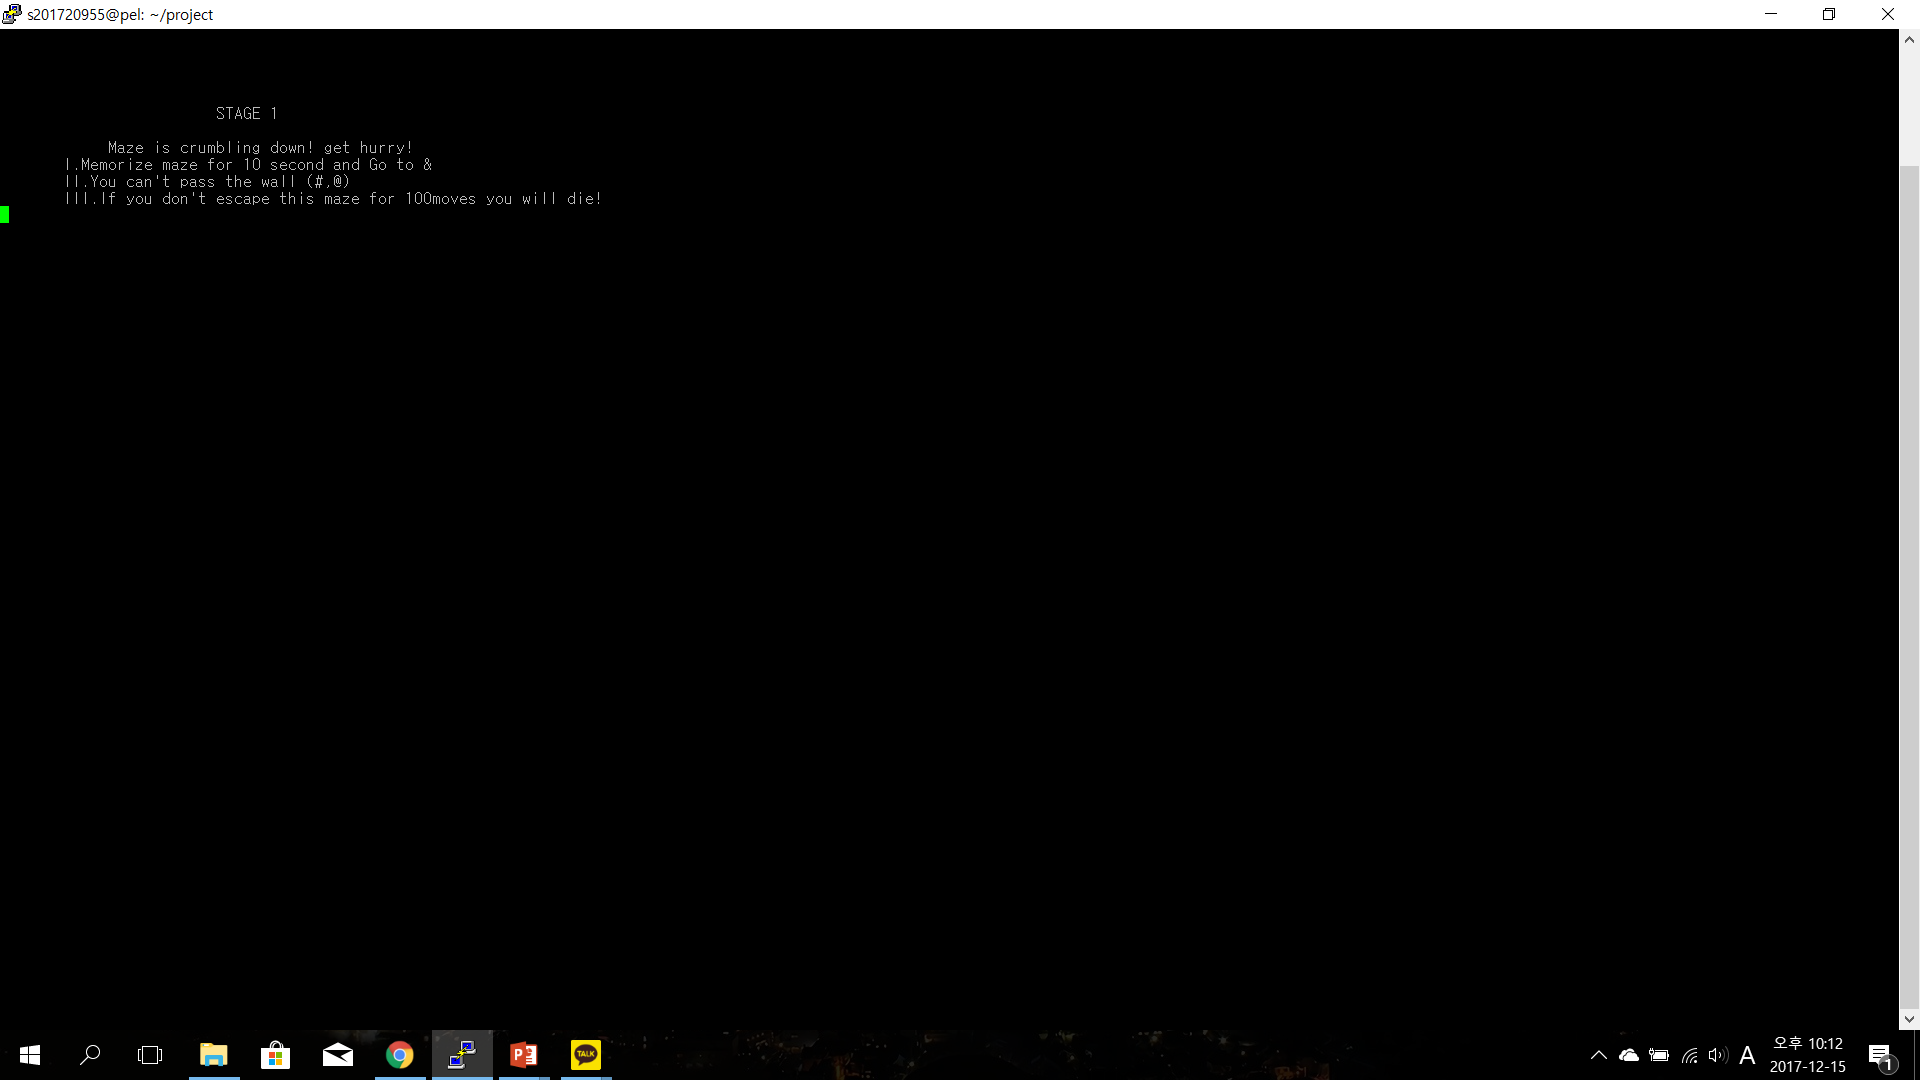 s201720955@pel: ~/project
STAGE 1
Maze is crumbling down! get hurry!
I.Memorize maze for 10 second and Go to &
II.You can't pass the wall (#,@)
III.If you don't escape this maze for 100moves you will die!
P
TALK
A
오후 10:12
2017-12-15
1